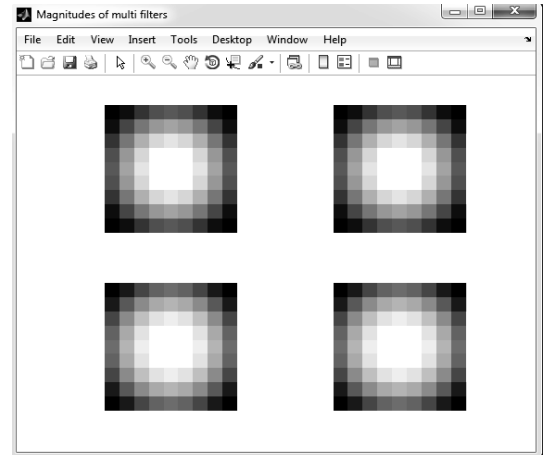 Magnitudes of multi filters
File Edit View Insert Tools Desktop Window Help